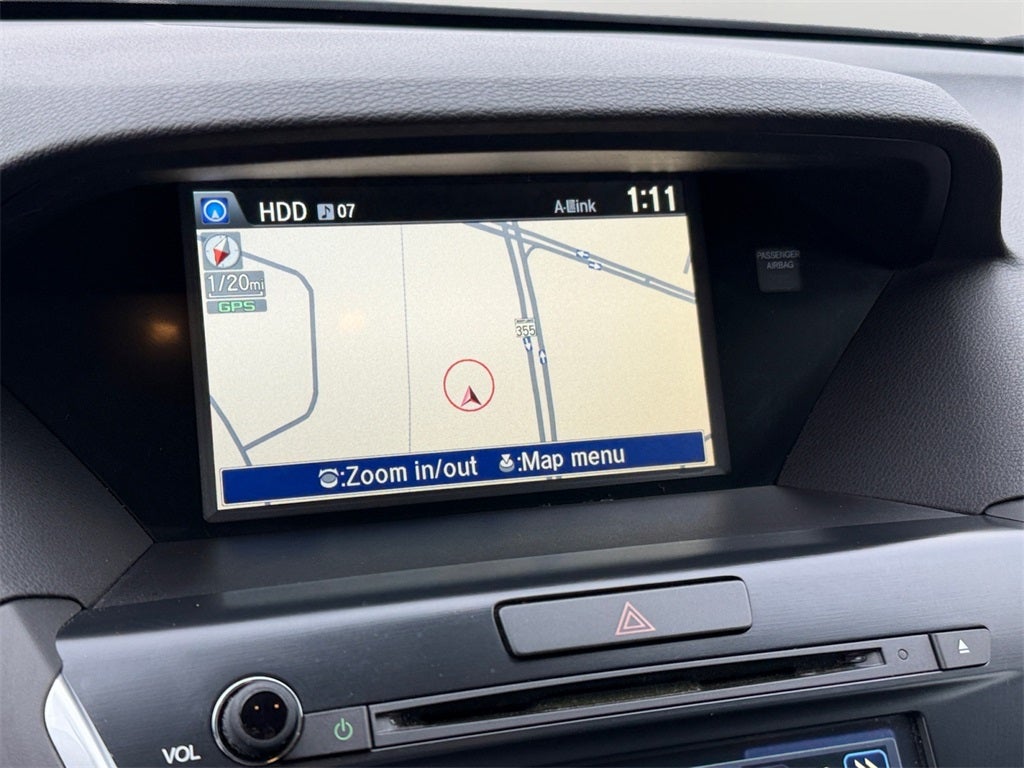 HDD 07 A-Link 1:11
1/20mi
GPS
PASSENGER
AIRBAG
355
:Zoom in/out :Map menu
VOL